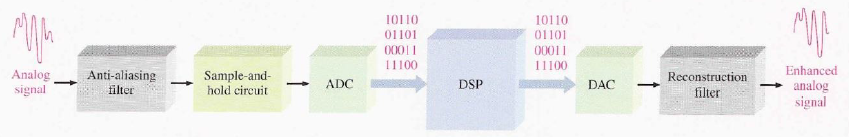 Analog
signal
Anti-aliasing
filter
Sample-and-
hold circuit
ADC
10110
01101
00011
11100
DSP
10110
01101
00011
11100
DAC
Reconstruction
filter
Enhanced
analog
signal